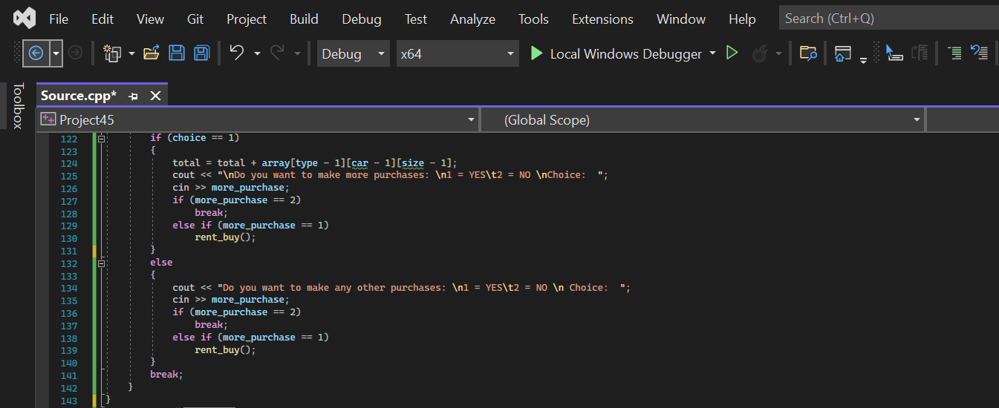 File Edit View Git Project Build Debug Test Analyze Tools Extensions Window Help Search (Ctrl+Q)
Debug x64 Local Windows Debugger
Toolbox
Source.cpp*
Project45 (Global Scope)
122 if (choice == 1)
123 {
124 total = total + array[type - 1][car - 1][size - 1];
125 cout << "\nDo you want to make more purchases: \n1 = YES\t2 = NO \nChoice:  ";
126 cin >> more_purchase;
127 if (more_purchase == 2)
128 break;
129 else if (more_purchase == 1)
130 rent_buy();
131 }
132 else
133 {
134 cout << "Do you want to make any other purchases: \n1 = YES\t2 = NO \n Choice:  ";
135 cin >> more_purchase;
136 if (more_purchase == 2)
137 break;
138 else if (more_purchase == 1)
139 rent_buy();
140 }
141 break;
142 }
143 }